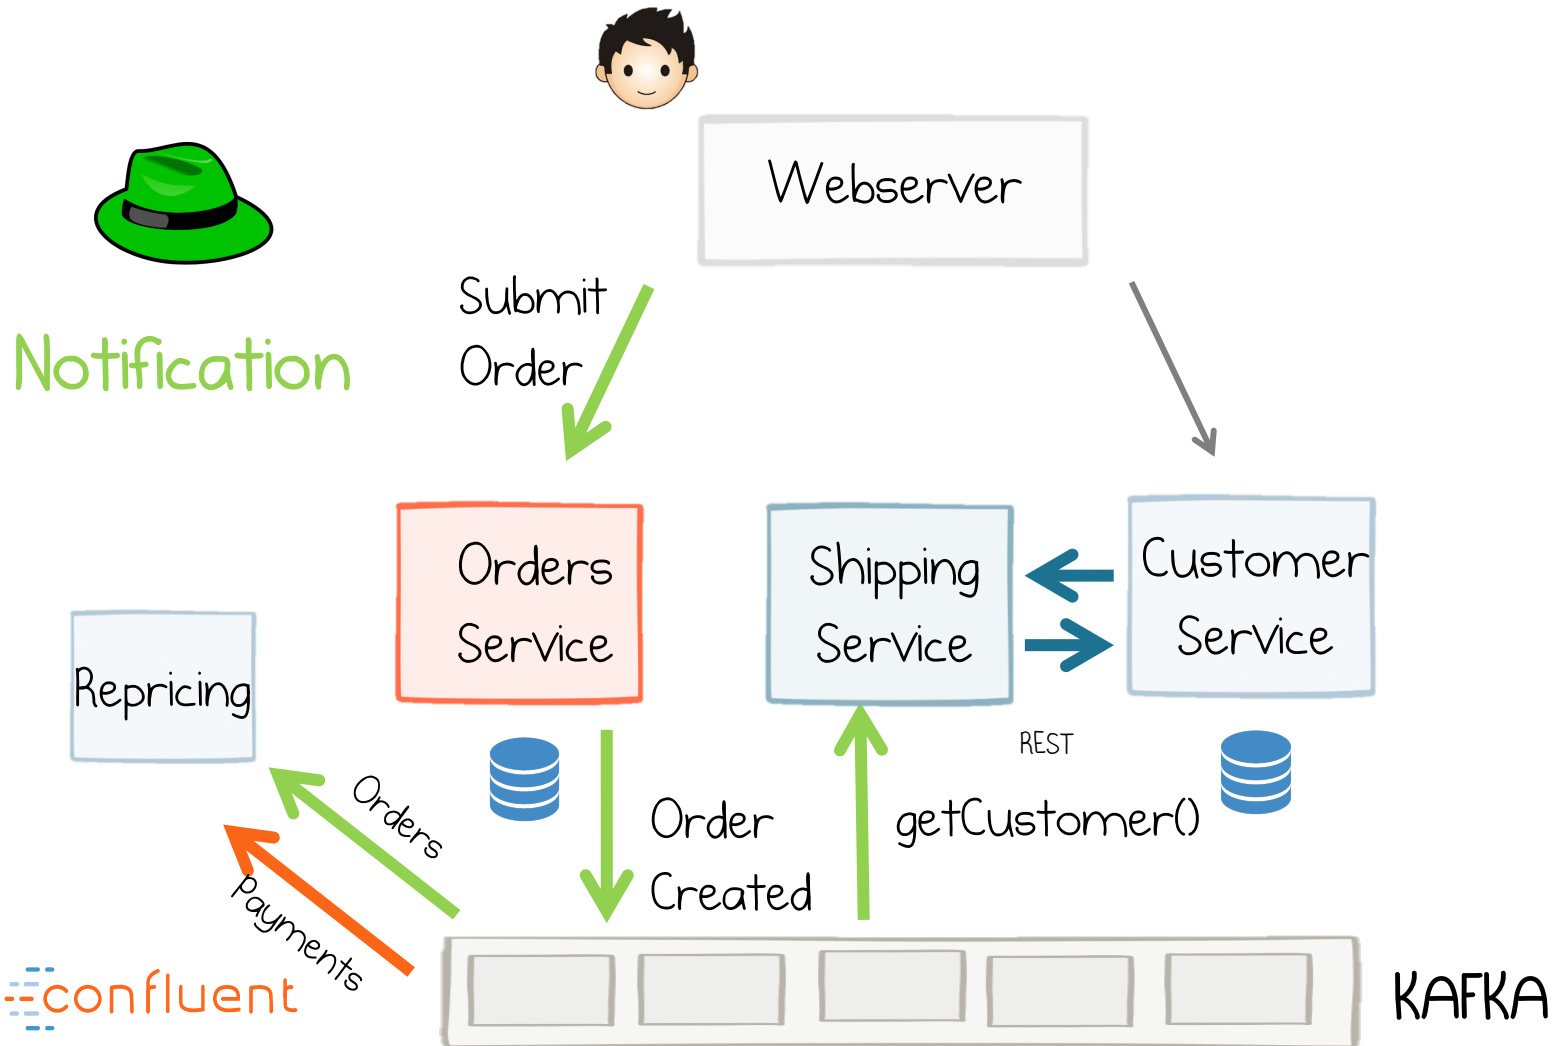 Webserver
Submit
Order
Notification
Orders
Service
Shipping
Service
Customer
Service
Repricing
REST
Orders
Payments
Order
Created
getCustomer()
confluent
KAFKA